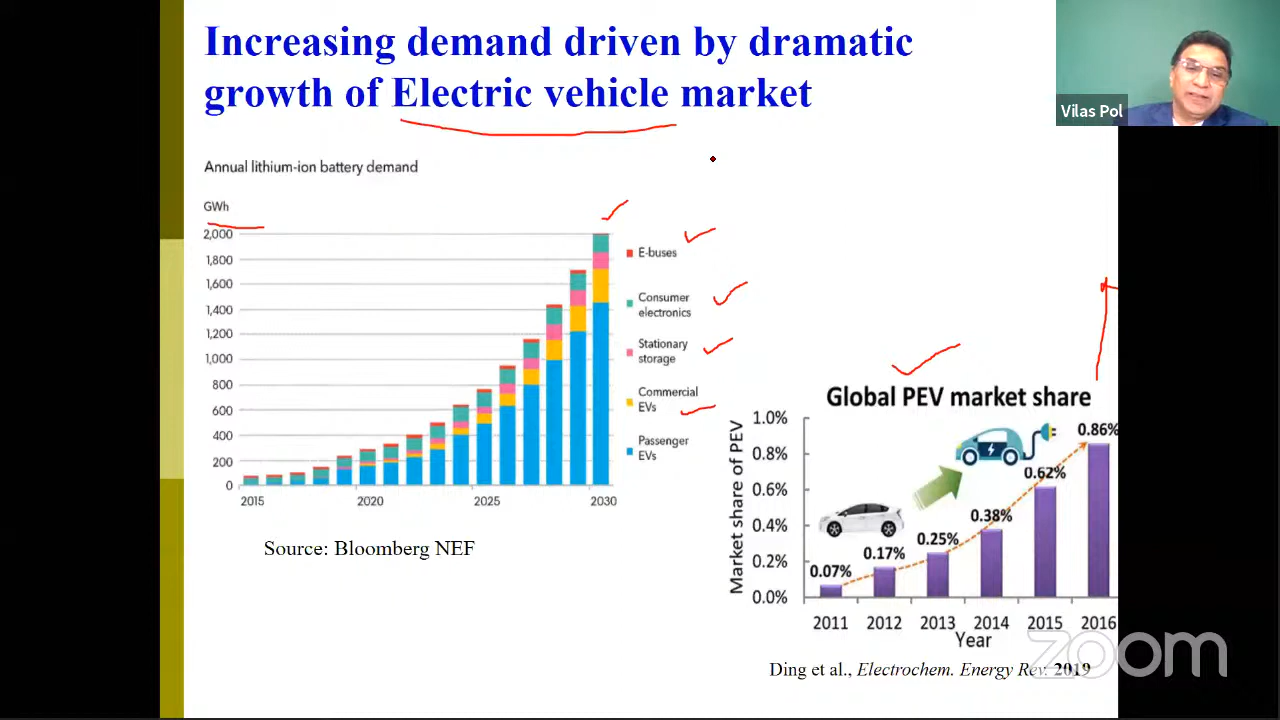 Increasing demand driven by dramatic
growth of Electric vehicle market
Vilas Pol
Annual lithium-ion battery demand
GWh
2,000
1,800
1,600
1,400
1,200
1,000
800
600
400
200
0
2015
2020
2025
2030
E-buses
Consumer
electronics
Stationary
storage
Commercial
EVs
Passenger
EVs
Source: Bloomberg NEF
Global PEV market share
Market share of PEV
1.0%
0.8%
0.6%
0.4%
0.2%
0.0%
0.07%
0.17%
0.25%
0.38%
0.62%
0.86%
2011 2012 2013 2014 2015 2016
Year
zoom
Ding et al., Electrochem. Energy Rev. 2019